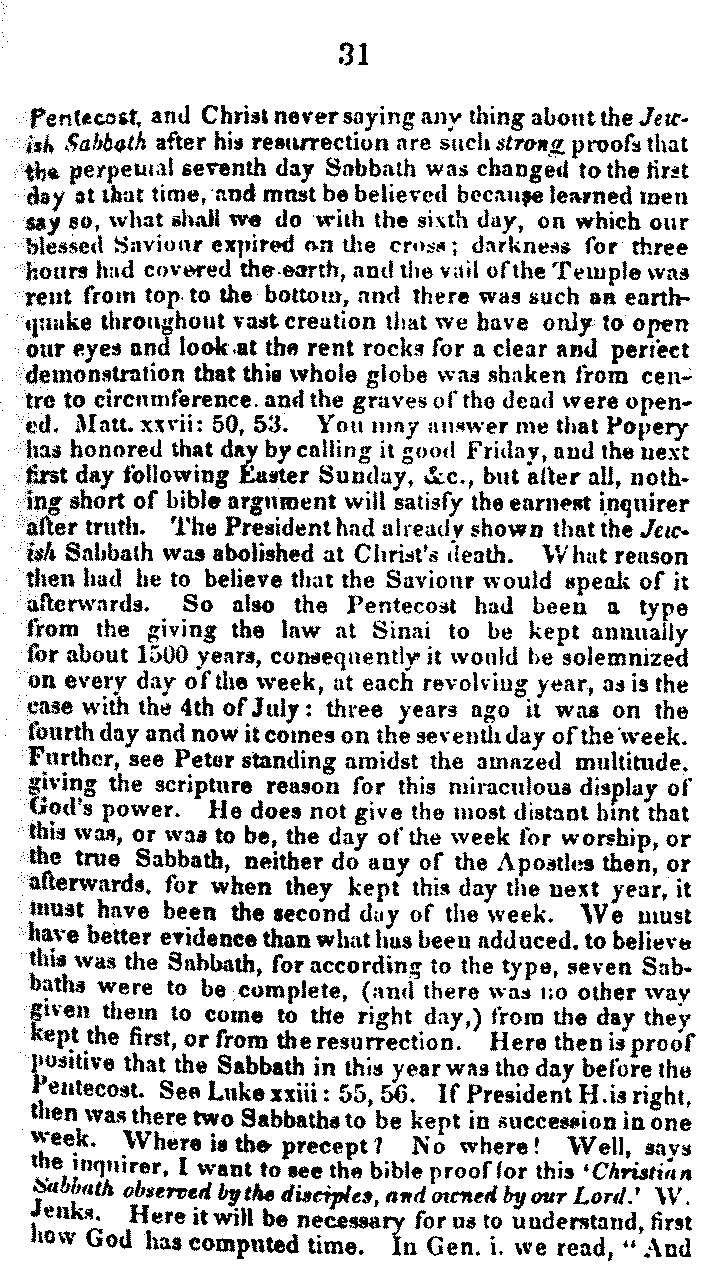 31
Pentecost, and Christ never saying any thing about the Jew-
ish Sabbath after his resurrection are such strong proofs that
the perpetual seventh day Sabbath was changed to the first
day at that time, and must be believed because learned men
say so, what shall we do with the sixth day, on which our
blessed Saviour expired on the cross; darkness for three
hours had covered the earth, and the vail of the Temple was
rent from top to the bottom, and there was such an earth-
quake throughout vast creation that we have only to open
our eyes and look at the rent rocks for a clear and perfect
demonstration that this whole globe was shaken from cen-
tre to circumference, and the graves of the dead were open-
ed. Matt. xxvii: 50, 53. You may answer me that Popery
has honored that day by calling it good Friday, and the next
first day following Easter Sunday, &c., but after all, noth-
ing short of bible argument will satisfy the earnest inquirer
after truth. The President had already shown that the Jew-
ish Sabbath was abolished at Christ's death. What reason
then had he to believe that the Saviour would speak of it
afterwards. So also the Pentecost had been a type
from the giving the law at Sinai to be kept annually
for about 1500 years, consequently it would be solemnized
on every day of the week, at each revolving year, as is the
case with the 4th of July: three years ago it was on the
fourth day and now it comes on the seventh day of the week.
Further, see Peter standing amidst the amazed multitude,
giving the scripture reason for this miraculous display of
God's power. He does not give the most distant hint that
this was, or was to be, the day of the week for worship, or
the true Sabbath, neither do any of the Apostles then, or
afterwards, for when they kept this day the next year, it
must have been the second day of the week. We must
have better evidence than what has been adduced, to believe
this was the Sabbath, for according to the type, seven Sab-
baths were to be complete, (and there was no other way
given them to come to the right day,) from the day they
kept the first, or from the resurrection. Here then is proof
positive that the Sabbath in this year was the day before the
Pentecost. See Luke xxiii: 55, 56. If President H. is right,
then was there two Sabbaths to be kept in succession in one
week. Where is the precept? No where! Well, says
the inquirer, I want to see the bible proof for this 'Christian
Sabbath observed by the disciples, and owned by our Lord.' W.
Jenks. Here it will be necessary for us to understand, first
how God has computed time. In Gen. i. we read, "And